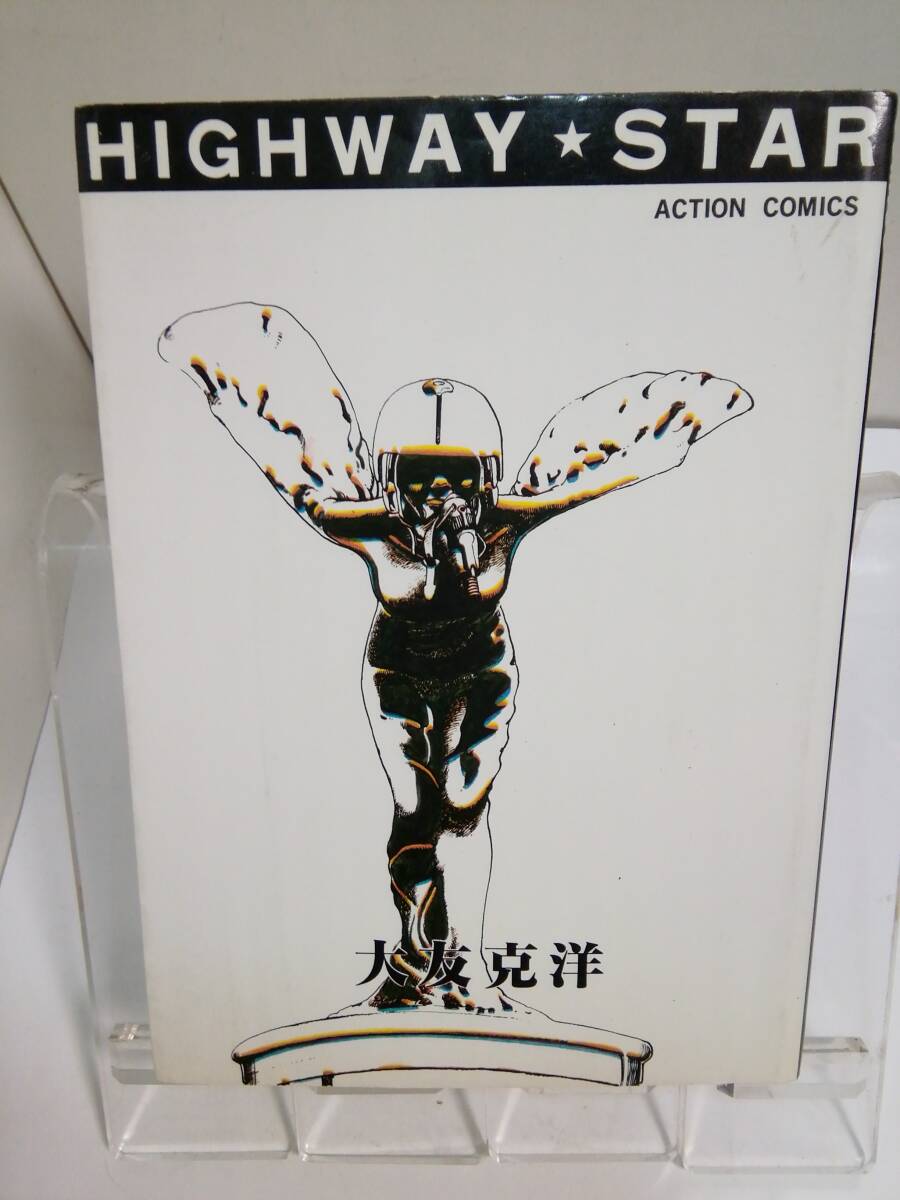 HIGHWAY ★ STAR
ACTION COMICS
大友克洋